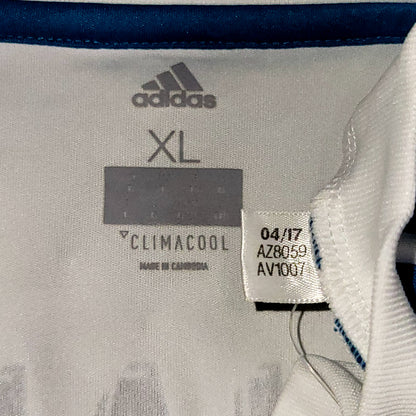 adidas
XL
CLIMACOOL
MADE IN CAMBODIA
04/17
AZ8059
AV1007